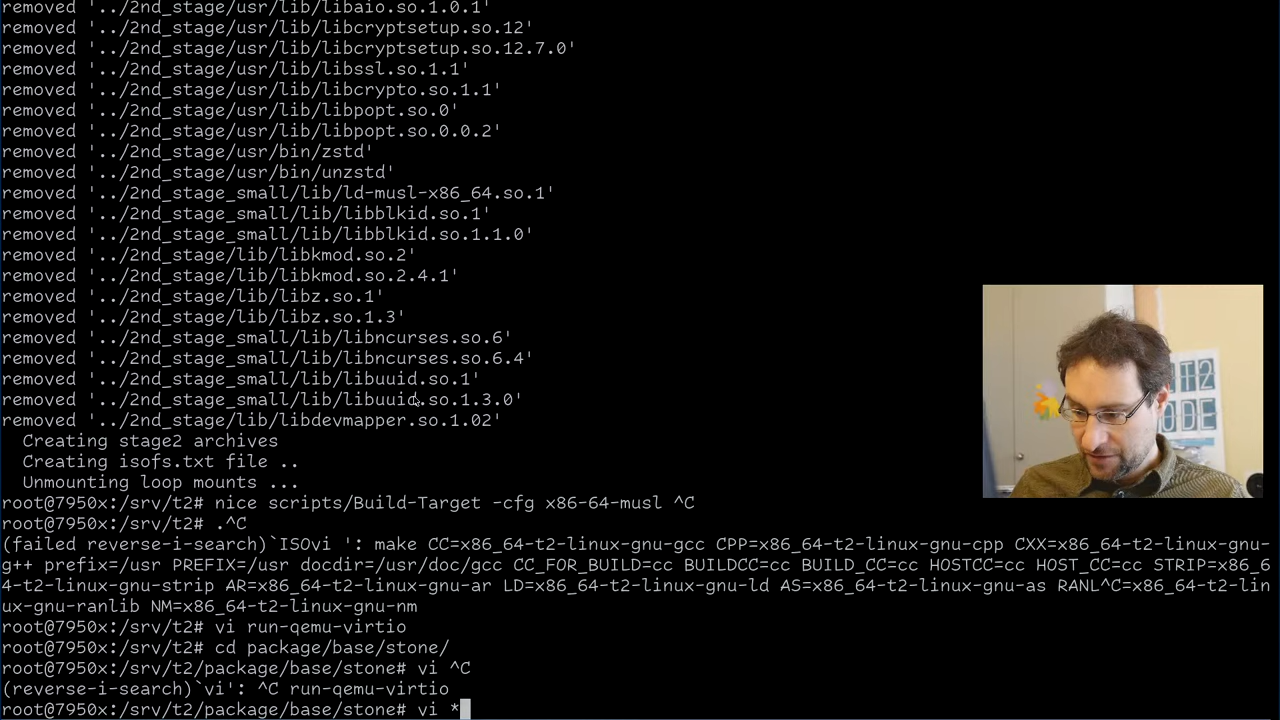 removed '../2nd_stage/usr/lib/libaio.so.1.0.1'
removed '../2nd_stage/usr/lib/libcryptsetup.so.12'
removed '../2nd_stage/usr/lib/libcryptsetup.so.12.7.0'
removed '../2nd_stage/usr/lib/libssl.so.1.1'
removed '../2nd_stage/usr/lib/libcrypto.so.1.1'
removed '../2nd_stage/usr/lib/libpopt.so.0'
removed '../2nd_stage/usr/lib/libpopt.so.0.0.2'
removed '../2nd_stage/usr/bin/zstd'
removed '../2nd_stage/usr/bin/unzstd'
removed '../2nd_stage_small/lib/ld-musl-x86_64.so.1'
removed '../2nd_stage_small/lib/libblkid.so.1'
removed '../2nd_stage_small/lib/libblkid.so.1.1.0'
removed '../2nd_stage/lib/libkmod.so.2'
removed '../2nd_stage/lib/libkmod.so.2.4.1'
removed '../2nd_stage/lib/libz.so.1'
removed '../2nd_stage/lib/libz.so.1.3'
removed '../2nd_stage_small/lib/libncurses.so.6'
removed '../2nd_stage_small/lib/libncurses.so.6.4'
removed '../2nd_stage_small/lib/libuuid.so.1'
removed '../2nd_stage_small/lib/libuuid.so.1.3.0'
removed '../2nd_stage/lib/libdevmapper.so.1.02'
Creating stage2 archives
Creating isofs.txt file ..
Unmounting loop mounts ...
root@7950x:/srv/t2# nice scripts/Build-Target -cfg x86-64-musl ^C
root@7950x:/srv/t2# .^C
(failed reverse-i-search)`ISOvi ': make CC=x86_64-t2-linux-gnu-gcc CPP=x86_64-t2-linux-gnu-cpp CXX=x86_64-t2-linux-gnu-
g++ prefix=/usr PREFIX=/usr docdir=/usr/doc/gcc CC_FOR_BUILD=cc BUILDCC=cc BUILD_CC=cc HOSTCC=cc HOST_CC=cc STRIP=x86_6
4-t2-linux-gnu-strip AR=x86_64-t2-linux-gnu-ar LD=x86_64-t2-linux-gnu-ld AS=x86_64-t2-linux-gnu-as RANL^C=x86_64-t2-lin
ux-gnu-ranlib NM=x86_64-t2-linux-gnu-nm
root@7950x:/srv/t2# vi run-qemu-virtio
root@7950x:/srv/t2# cd package/base/stone/
root@7950x:/srv/t2/package/base/stone# vi ^C
(reverse-i-search)`vi': ^C run-qemu-virtio
root@7950x:/srv/t2/package/base/stone# vi *